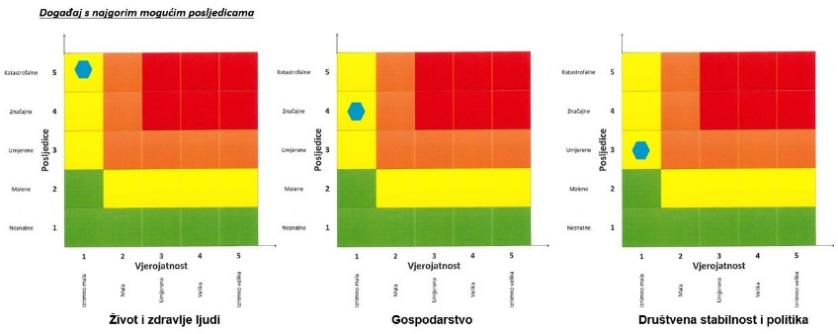 Događaj s najgorim mogućim posljedicama
Posljedice
Katastrofalne 5
Značajne 4
Umjerene 3
Malene 2
Neznatne 1
1 2 3 4 5
Vjerojatnost
Iznimno mala
Mala
Umjerena
Velika
Iznimno velika
Život i zdravlje ljudi
Posljedice
Katastrofalne 5
Značajne 4
Umjerene 3
Malene 2
Neznatne 1
1 2 3 4 5
Vjerojatnost
Iznimno mala
Mala
Umjerena
Velika
Iznimno velika
Gospodarstvo
Posljedice
Katastrofalne 5
Značajne 4
Umjerene 3
Malene 2
Neznatne 1
1 2 3 4 5
Vjerojatnost
Iznimno mala
Mala
Umjerena
Velika
Iznimno velika
Društvena stabilnost i politika